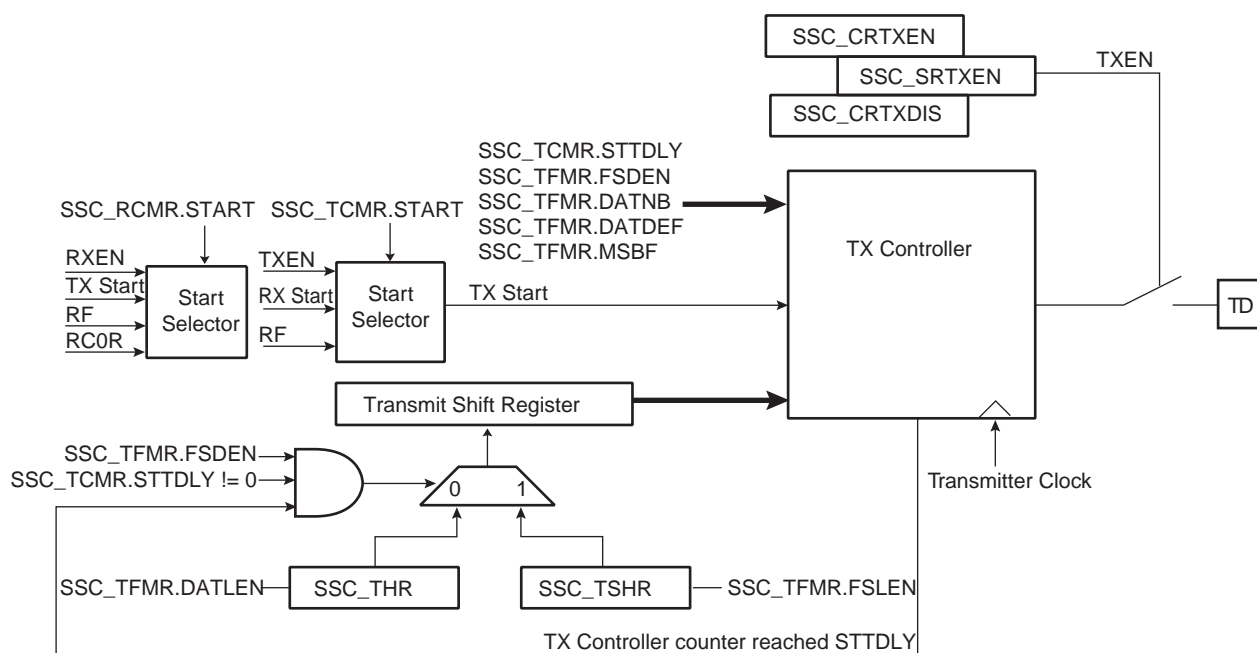 SSC_CRTXEN
SSC_SRTXEN
TXEN
SSC_CRTXDIS
SSC_TCMR.STTDLY
SSC_TFMR.FSDEN
SSC_TFMR.DATNB
SSC_TFMR.DATDEF
SSC_TFMR.MSBF
SSC_RCMR.START
SSC_TCMR.START
TX Controller
RXEN
TX Start
RF
RC0R
Start
Selector
TXEN
RX Start
RF
Start
Selector
TX Start
TD
Transmit Shift Register
SSC_TFMR.FSDEN
SSC_TCMR.STTDLY != 0
0
1
Transmitter Clock
SSC_TFMR.DATLEN
SSC_THR
SSC_TSHR
SSC_TFMR.FSLEN
TX Controller counter reached STTDLY